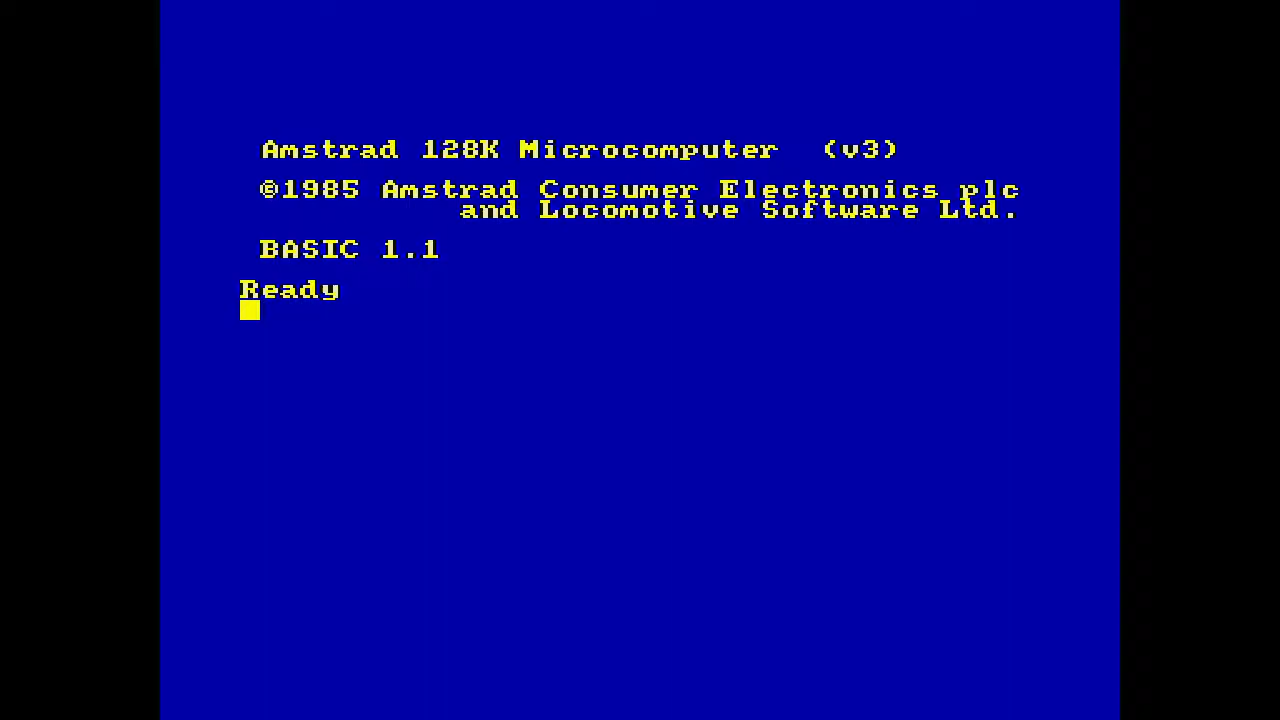 Amstrad 128K Microcomputer (v3)
©1985 Amstrad Consumer Electronics plc
and Locomotive Software Ltd.
BASIC 1.1
Ready